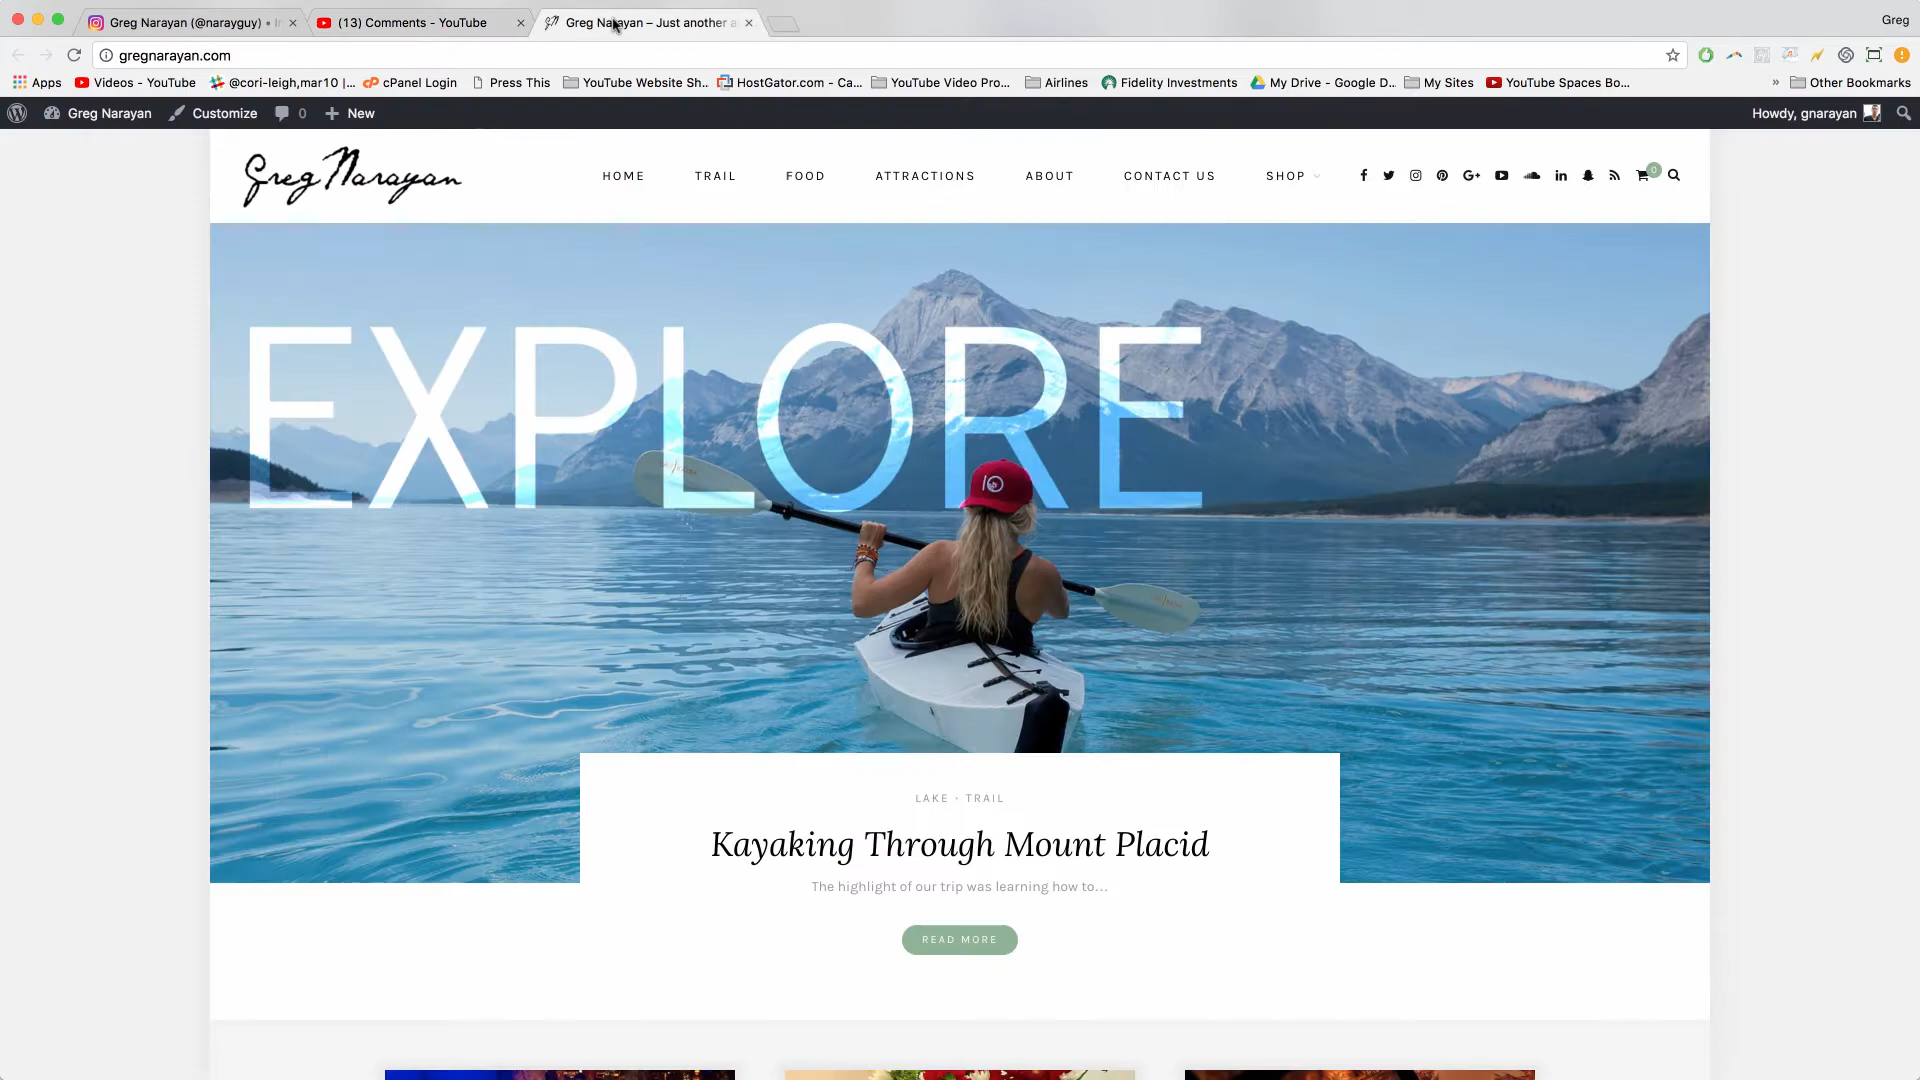 Greg Narayan (@narayguy) • In
(13) Comments - YouTube
Greg Narayan – Just another a
Greg
gregnarayan.com
Apps
Videos - YouTube
@cori-leigh,mar10 |...
cPanel Login
Press This
YouTube Website Sh...
HostGator.com - Ca...
YouTube Video Pro...
Airlines
Fidelity Investments
My Drive - Google D...
My Sites
YouTube Spaces Bo...
»
Other Bookmarks
Greg Narayan
Customize
0
New
Howdy, gnarayan
Greg Narayan
HOME
TRAIL
FOOD
ATTRACTIONS
ABOUT
CONTACT US
SHOP
0
EXPLORE
LAKE · TRAIL
Kayaking Through Mount Placid
The highlight of our trip was learning how to...
READ MORE